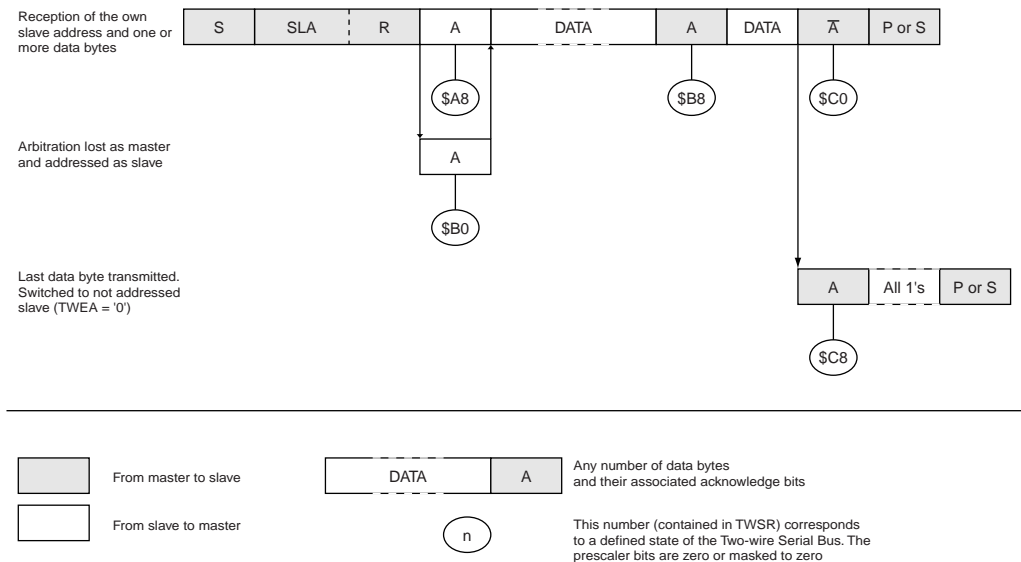 Reception of the own
slave address and one or
more data bytes
S SLA R A DATA A DATA A̅ P or S
$A8 $B8 $C0
Arbitration lost as master
and addressed as slave
A
$B0
Last data byte transmitted.
Switched to not addressed
slave (TWEA = '0')
A All 1's P or S
$C8
From master to slave
DATA A
Any number of data bytes
and their associated acknowledge bits
From slave to master
n
This number (contained in TWSR) corresponds
to a defined state of the Two-wire Serial Bus. The
prescaler bits are zero or masked to zero